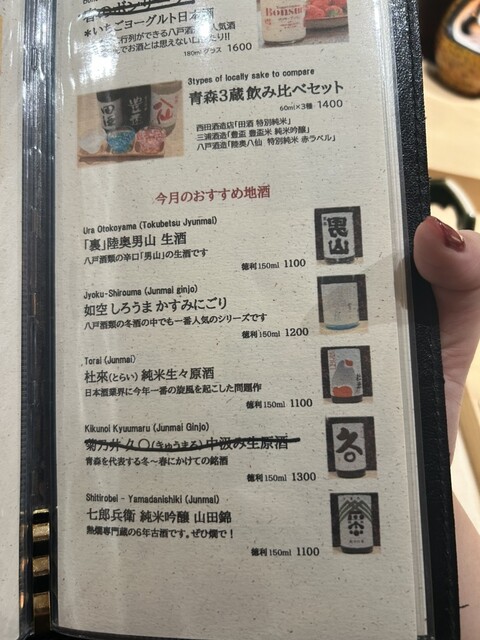 ＊いちごヨーグルト日本酒
行列ができる八戸酒 人気酒
でお酒とは思えない
180mlグラス 1600
3types of locally sake to compare
青森3蔵 飲み比べセット
60ml×3種 1400
西田酒造店「田酒 特別純米」
三浦酒造「豊盃 豊盃米 純米吟醸」
八戸酒造「陸奥八仙 特別純米 赤ラベル」
今月のおすすめ地酒
Ura Otokoyama (Tokubetsu Jyunmai)
「裏」陸奥男山 生酒
八戸酒類の辛口「男山」の生酒です
徳利150ml 1100
男山
Jyoku-Shirouma (Junmai ginjo)
如空 しろうま かすみにごり
八戸酒類の冬酒の中でも一番人気のシリーズです
徳利150ml 1200
Torai (Junmai)
杜來(とらい) 純米生々原酒
日本酒業界に今年一番の旋風を起こした問題作
徳利150ml 1100
Kikunoi Kyuumaru (Junmai Ginjo)
菊乃井 久〇(きゅうまる) 中汲み生原酒
青森を代表する冬〜春にかけての銘酒
徳利150ml 1300
久
Shitirobei - Yamadanishiki (Junmai)
七郎兵衛 純米吟醸 山田錦
熱燗専門蔵の6年古酒です。ぜひ燗で！
徳利150ml 1100